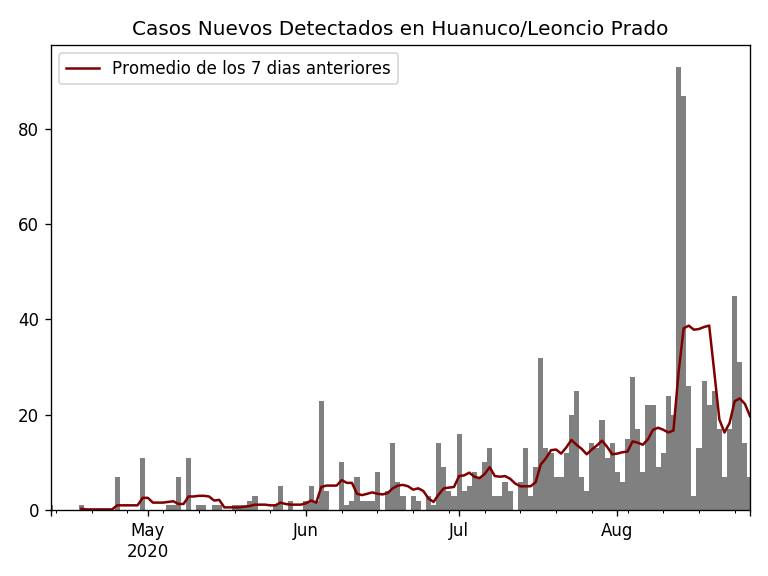 Casos Nuevos Detectados en Huanuco/Leoncio Prado
Promedio de los 7 dias anteriores
80
60
40
20
0
May Jun Jul Aug
2020